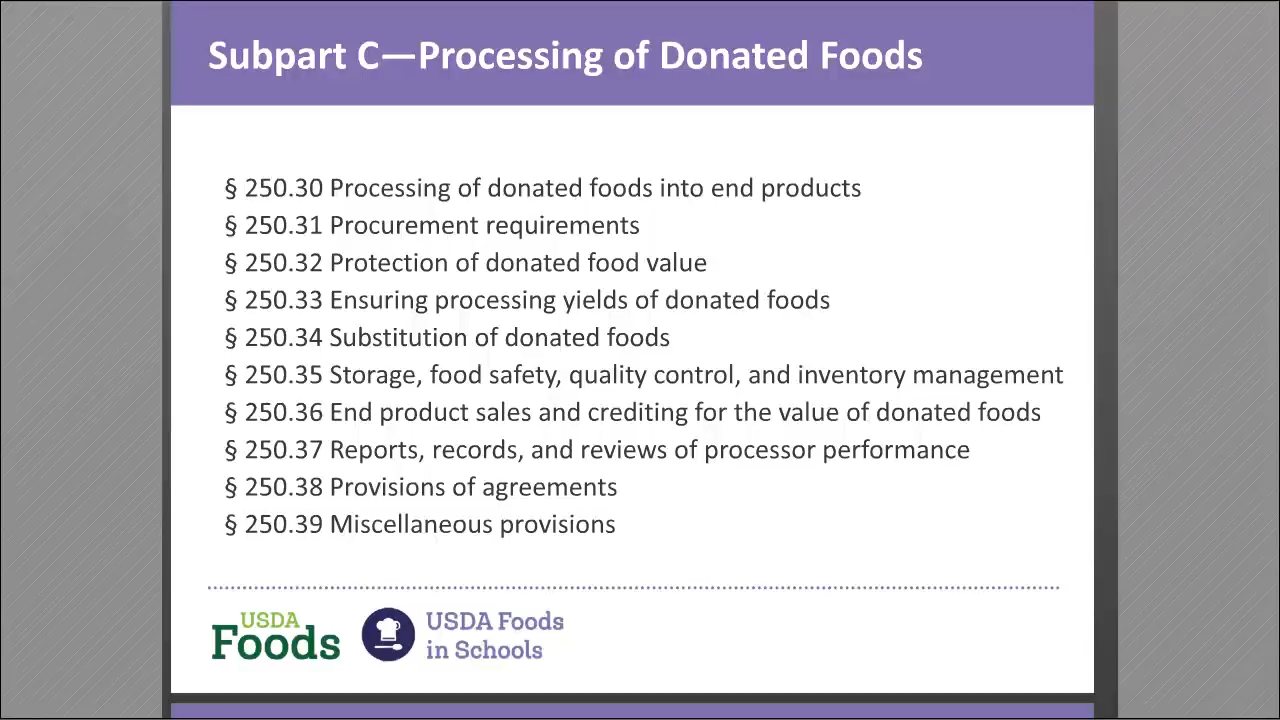 Subpart C—Processing of Donated Foods
§ 250.30 Processing of donated foods into end products
§ 250.31 Procurement requirements
§ 250.32 Protection of donated food value
§ 250.33 Ensuring processing yields of donated foods
§ 250.34 Substitution of donated foods
§ 250.35 Storage, food safety, quality control, and inventory management
§ 250.36 End product sales and crediting for the value of donated foods
§ 250.37 Reports, records, and reviews of processor performance
§ 250.38 Provisions of agreements
§ 250.39 Miscellaneous provisions
USDA
Foods
USDA Foods
in Schools